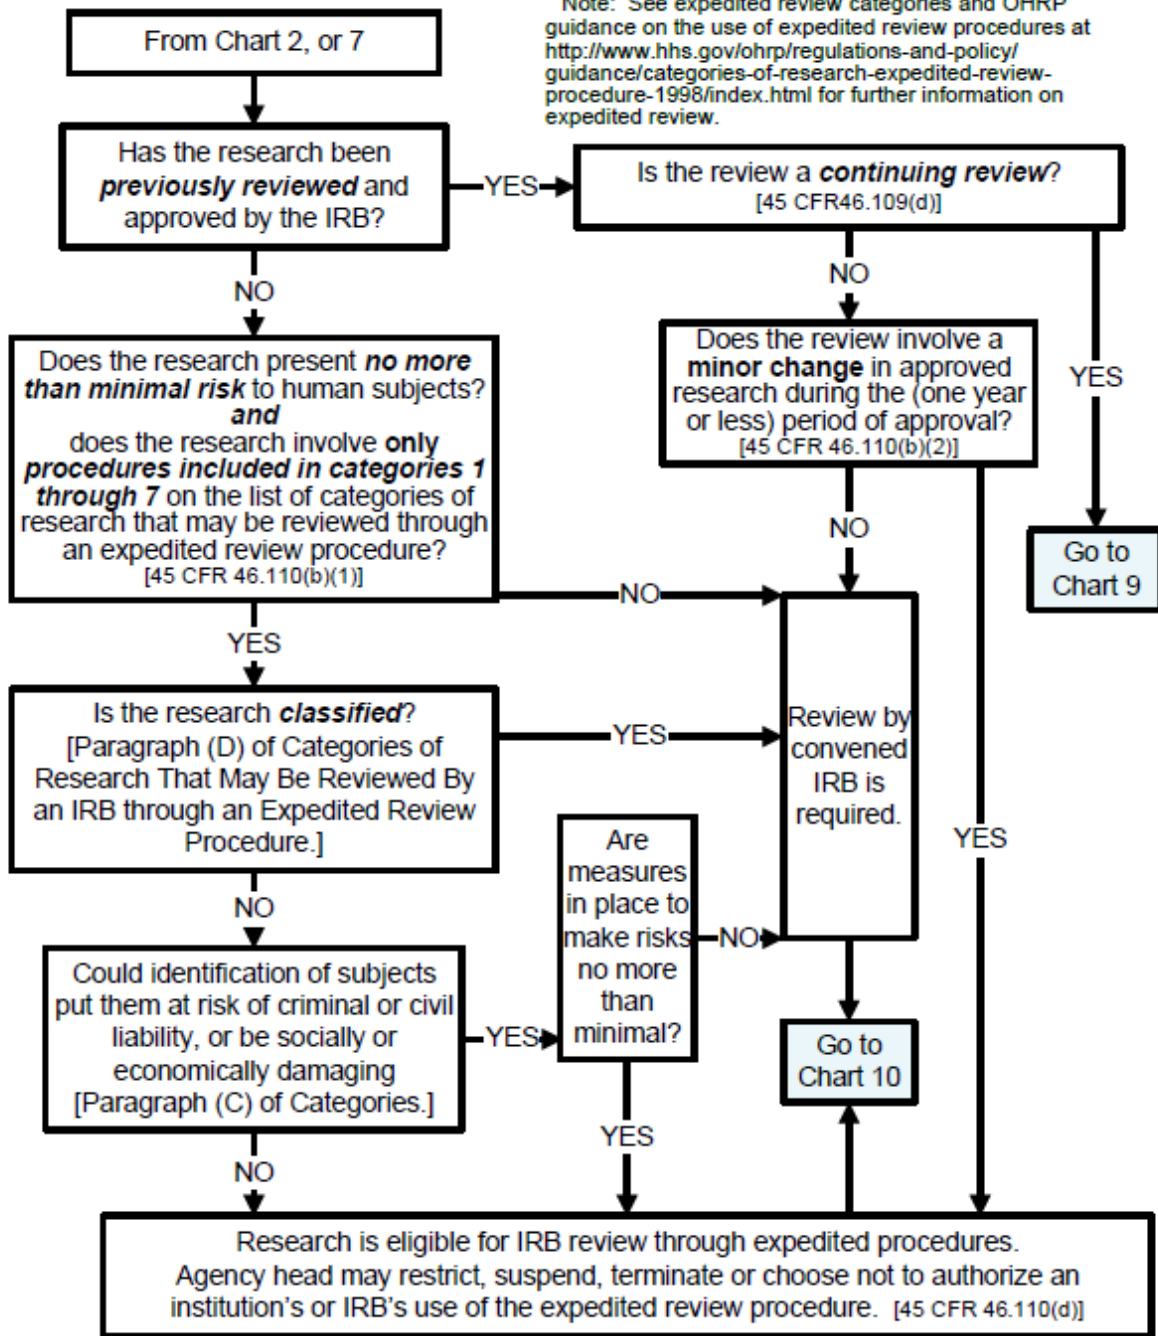 Note: See expedited review categories and OHRP
guidance on the use of expedited review procedures at
http://www.hhs.gov/ohrp/regulations-and-policy/
guidance/categories-of-research-expedited-review-
procedure-1998/index.html for further information on
expedited review.
From Chart 2, or 7
Has the research been
previously reviewed and
approved by the IRB?
YES
Is the review a continuing review?
[45 CFR46.109(d)]
NO
NO
YES
Does the research present no more
than minimal risk to human subjects?
and
does the research involve only
procedures included in categories 1
through 7 on the list of categories of
research that may be reviewed through
an expedited review procedure?
[45 CFR 46.110(b)(1)]
Does the review involve a
minor change in approved
research during the (one year
or less) period of approval?
[45 CFR 46.110(b)(2)]
NO
Go to
Chart 9
NO
YES
Is the research classified?
[Paragraph (D) of Categories of
Research That May Be Reviewed By
an IRB through an Expedited Review
Procedure.]
YES
Review by
convened
IRB is
required.
YES
NO
Are
measures
in place to
make risks
no more
than
minimal?
NO
Could identification of subjects
put them at risk of criminal or civil
liability, or be socially or
economically damaging
[Paragraph (C) of Categories.]
YES
Go to
Chart 10
YES
NO
Research is eligible for IRB review through expedited procedures.
Agency head may restrict, suspend, terminate or choose not to authorize an
institution's or IRB's use of the expedited review procedure. [45 CFR 46.110(d)]